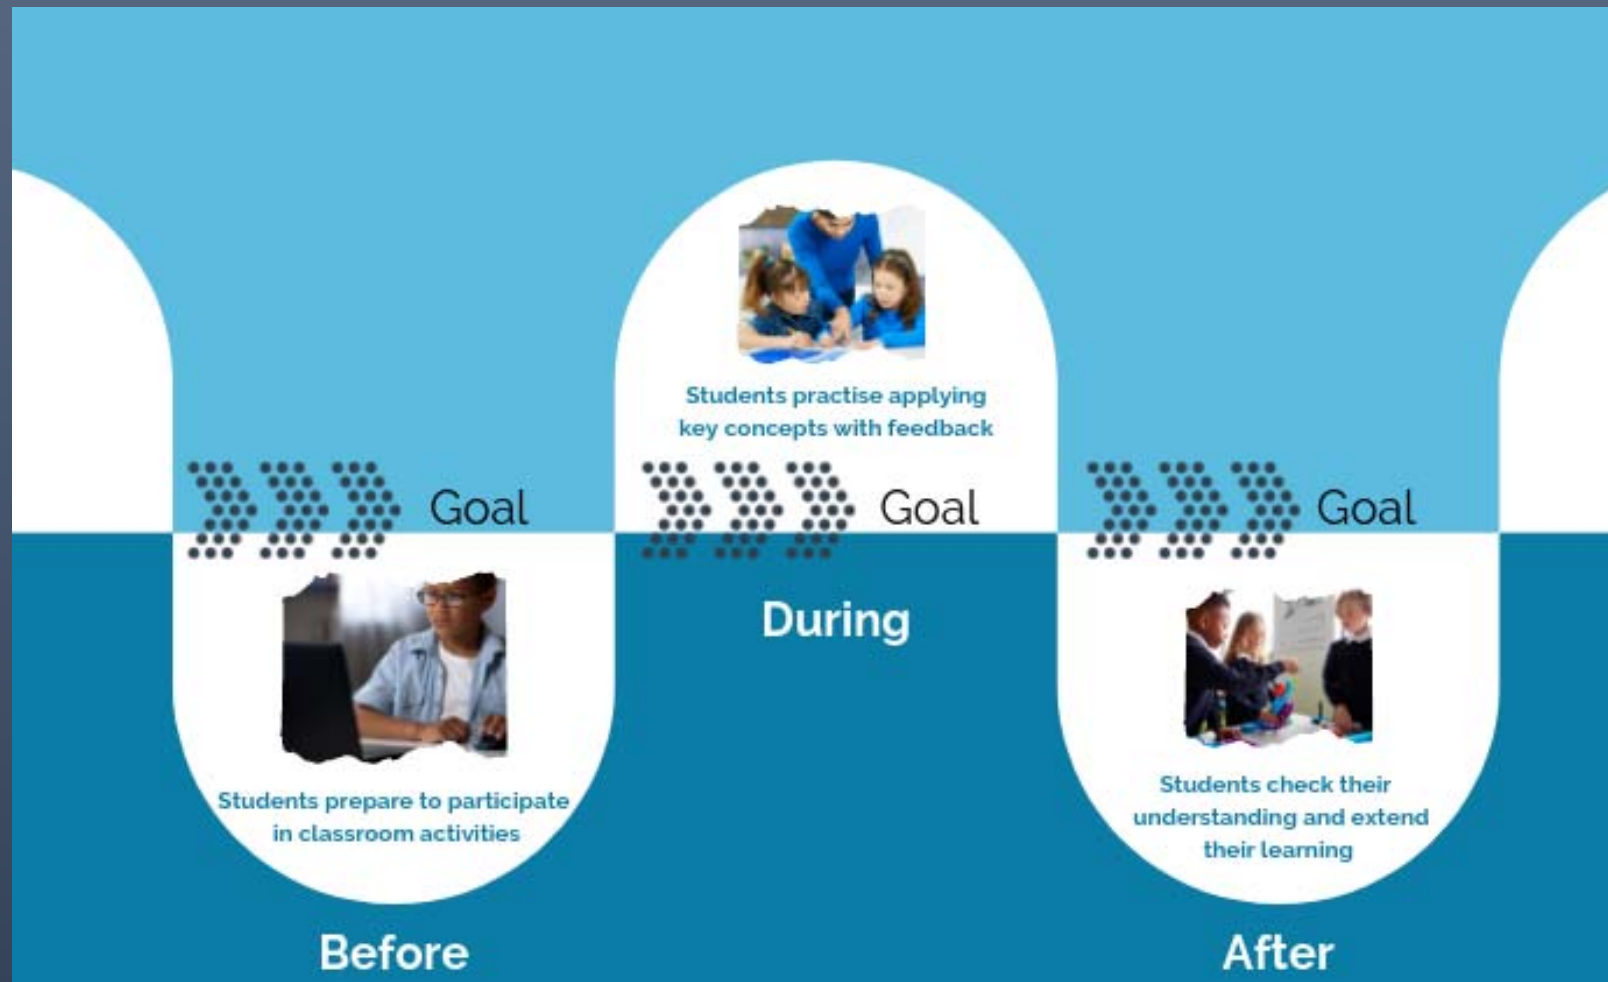 Goal
Students prepare to participate
in classroom activities
Before
Students practise applying
key concepts with feedback
Goal
During
Goal
Students check their
understanding and extend
their learning
After